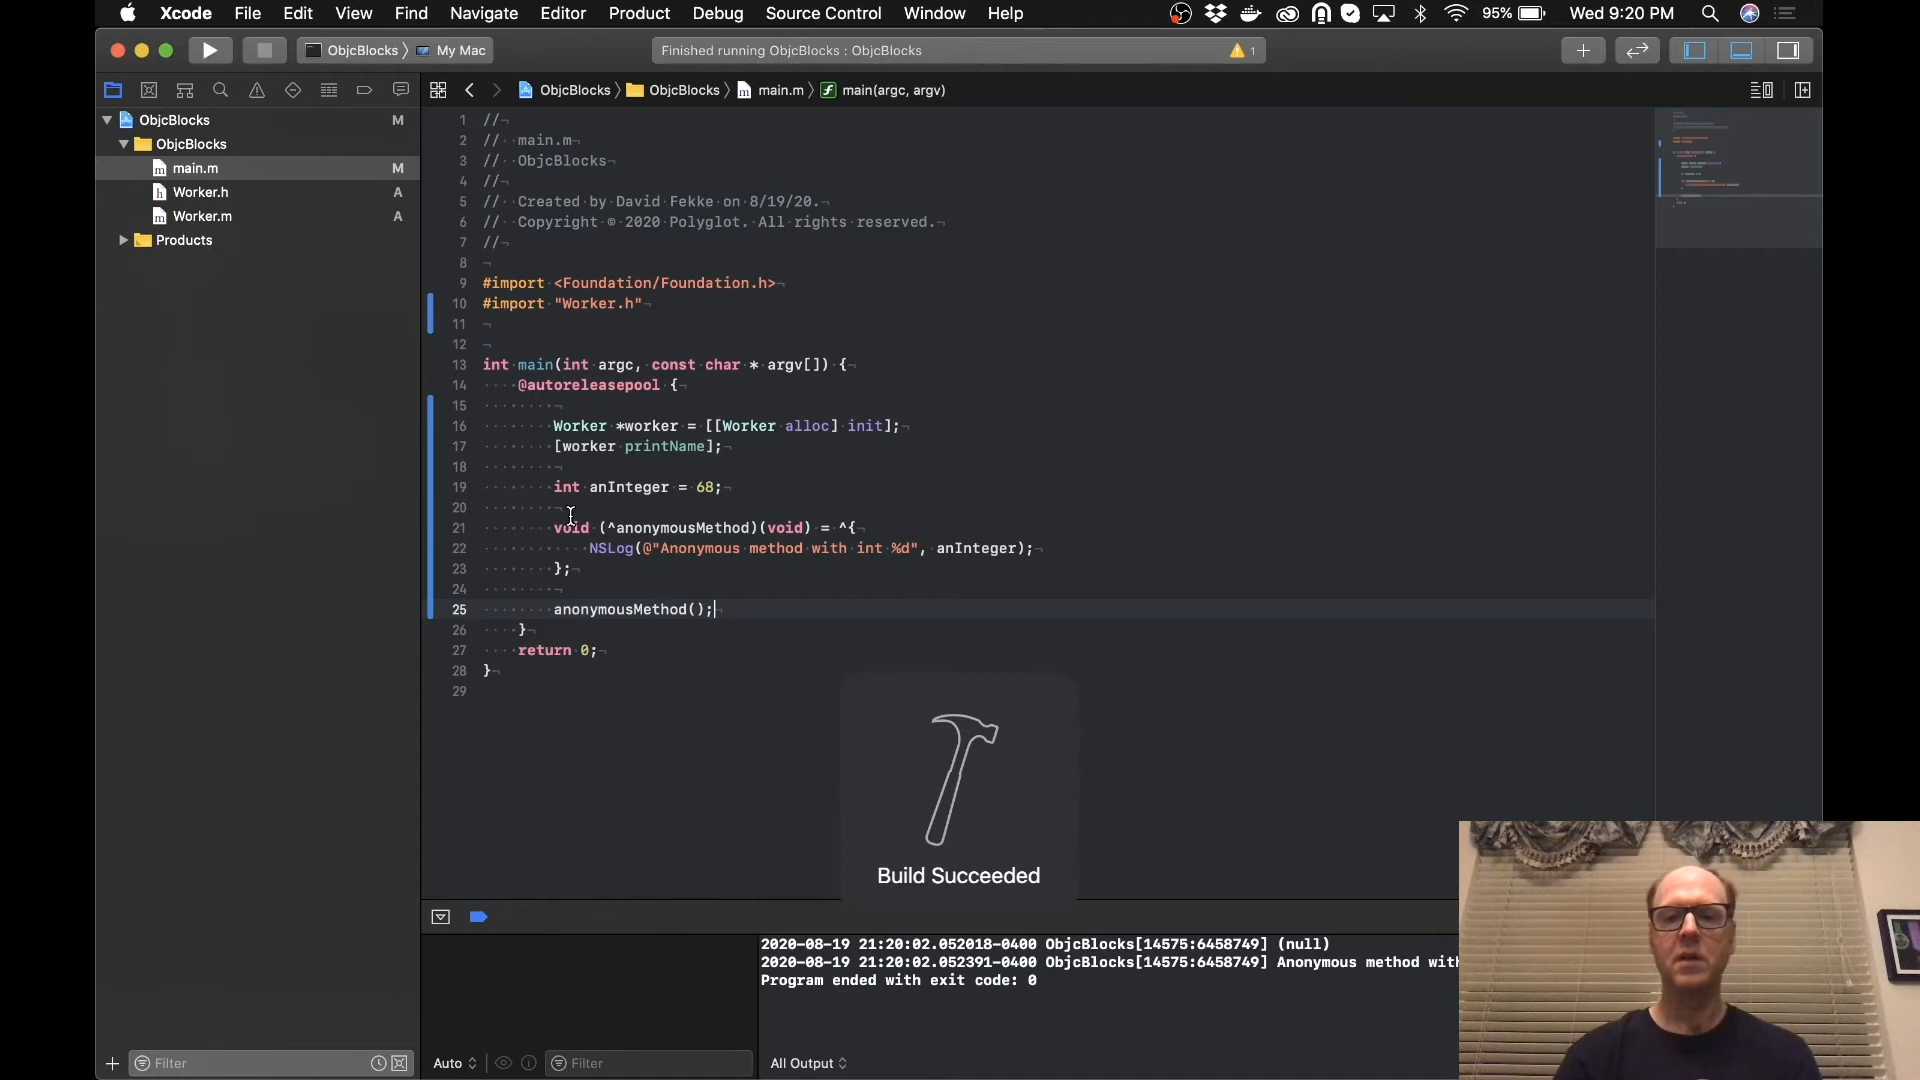 Xcode File Edit View Find Navigate Editor Product Debug Source Control Window Help 95% Wed 9:20 PM
ObjcBlocks My Mac Finished running ObjcBlocks : ObjcBlocks 1
ObjcBlocks ObjcBlocks main.m main(argc, argv)
ObjcBlocks M
ObjcBlocks
main.m M
Worker.h A
Worker.m A
Products
1 //
2 // main.m
3 // ObjcBlocks
4 //
5 // Created by David Fekke on 8/19/20.
6 // Copyright © 2020 Polyglot. All rights reserved.
7 //
8
9 #import <Foundation/Foundation.h>
10 #import "Worker.h"
11
12
13 int main(int argc, const char * argv[]) {
14 @autoreleasepool {
15
16 Worker *worker = [[Worker alloc] init];
17 [worker printName];
18
19 int anInteger = 68;
20
21 void (^anonymousMethod)(void) = ^{
22 NSLog(@"Anonymous method with int %d", anInteger);
23 };
24
25 anonymousMethod();
26 }
27 return 0;
28 }
29
Build Succeeded
2020-08-19 21:20:02.052018-0400 ObjcBlocks[14575:6458749] (null)
2020-08-19 21:20:02.052391-0400 ObjcBlocks[14575:6458749] Anonymous method with
Program ended with exit code: 0
Filter Auto Filter All Output